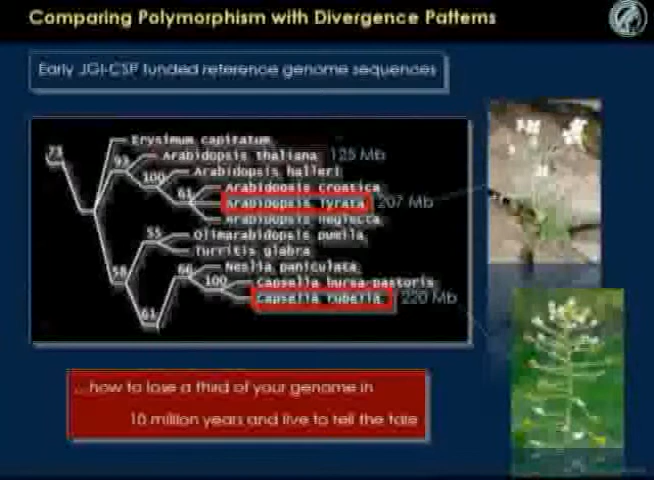 Comparing Polymorphism with Divergence Patterns
Early JGI-CSP funded reference genome sequences
Erysimum capitatum
73
93
Arabidopsis thaliana 125 Mb
Arabidopsis halleri
100
Arabidopsis croatica
61
Arabidopsis lyrata 207 Mb
Arabidopsis neglecta
55
Olimarabidopsis pumila
Turritis glabra
58
66
Neslia paniculata
100
Capsella bursa-pastoris
Capsella rubella 220 Mb
61
...how to lose a third of your genome in
10 million years and live to tell the tale